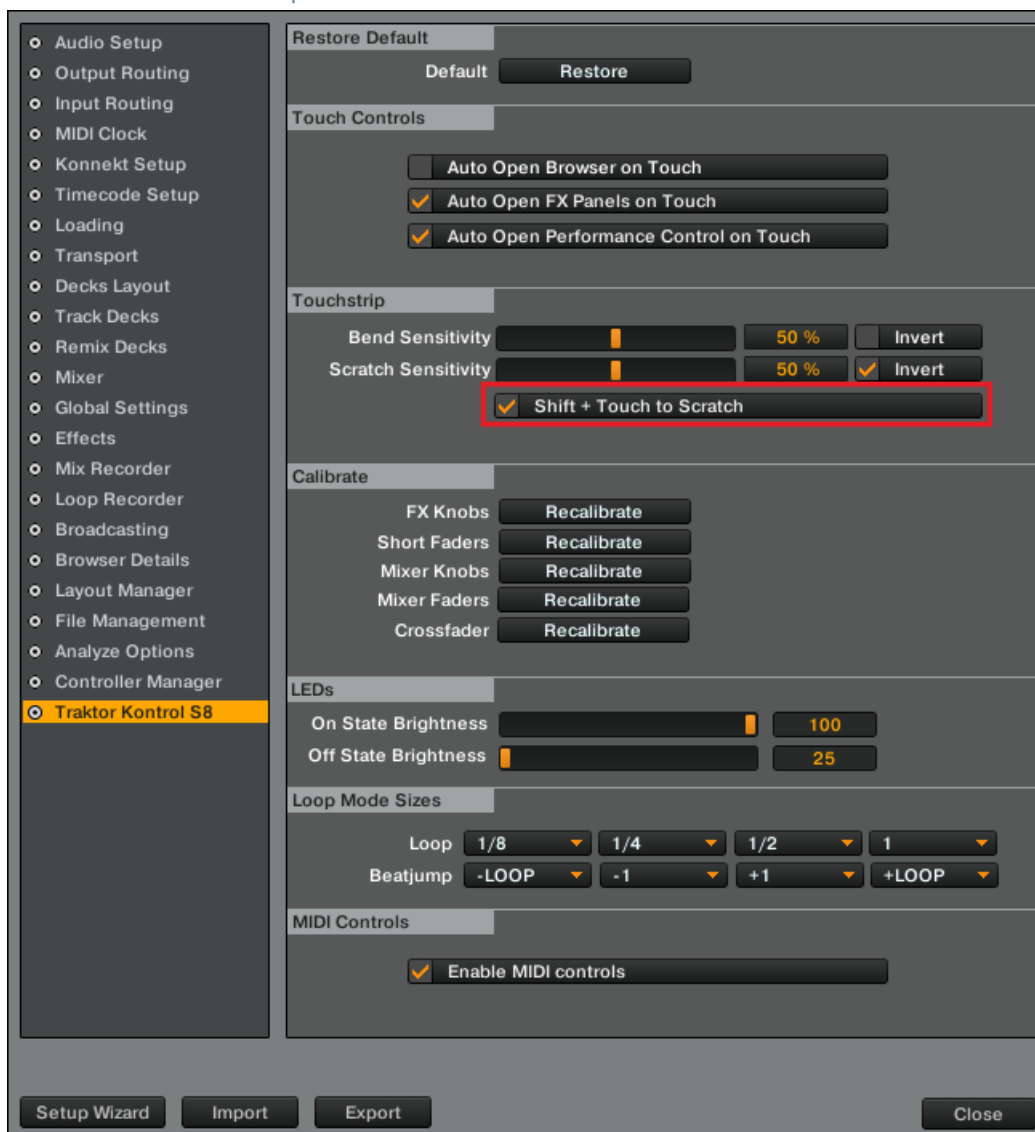 Audio Setup
Output Routing
Input Routing
MIDI Clock
Konnekt Setup
Timecode Setup
Loading
Transport
Decks Layout
Track Decks
Remix Decks
Mixer
Global Settings
Effects
Mix Recorder
Loop Recorder
Broadcasting
Browser Details
Layout Manager
File Management
Analyze Options
Controller Manager
Traktor Kontrol S8
Restore Default
Default Restore
Touch Controls
Auto Open Browser on Touch
Auto Open FX Panels on Touch
Auto Open Performance Control on Touch
Touchstrip
Bend Sensitivity 50 % Invert
Scratch Sensitivity 50 % Invert
Shift + Touch to Scratch
Calibrate
FX Knobs Recalibrate
Short Faders Recalibrate
Mixer Knobs Recalibrate
Mixer Faders Recalibrate
Crossfader Recalibrate
LEDs
On State Brightness 100
Off State Brightness 25
Loop Mode Sizes
Loop 1/8 1/4 1/2 1
Beatjump -LOOP -1 +1 +LOOP
MIDI Controls
Enable MIDI controls
Setup Wizard Import Export Close